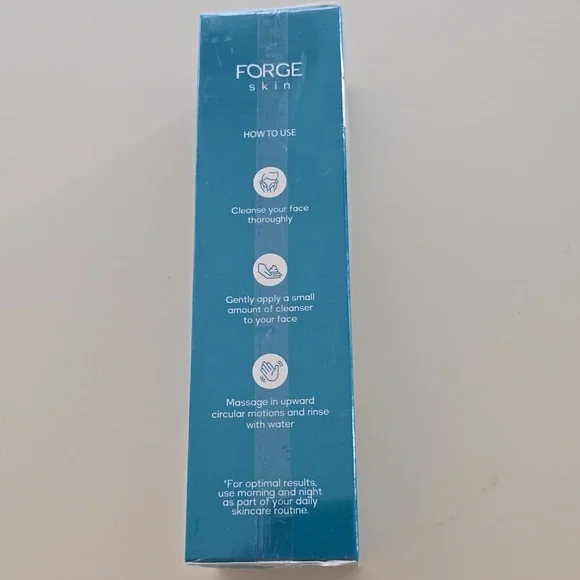 FORGE
skin
HOW TO USE
Cleanse your face
thoroughly
Gently apply a small
amount of cleanser
to your face
Massage in upward
circular motions and rinse
with water
*For optimal results,
use morning and night
as part of your daily
skincare routine.